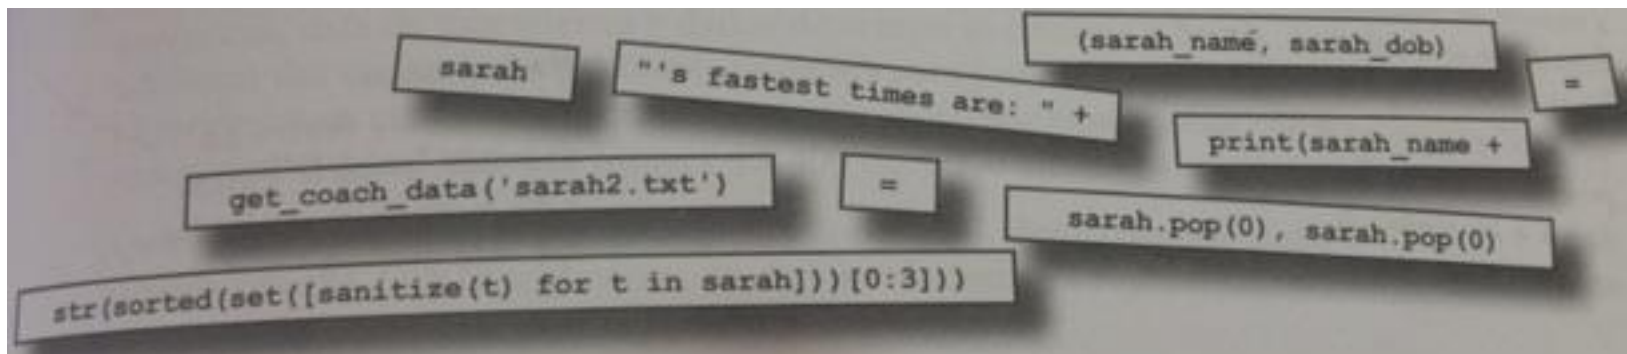 (sarah_name, sarah_dob)
sarah
"'s fastest times are: " +
=
print(sarah_name +
get_coach_data('sarah2.txt')
=
sarah.pop(0), sarah.pop(0)
str(sorted(set([sanitize(t) for t in sarah]))[0:3]))